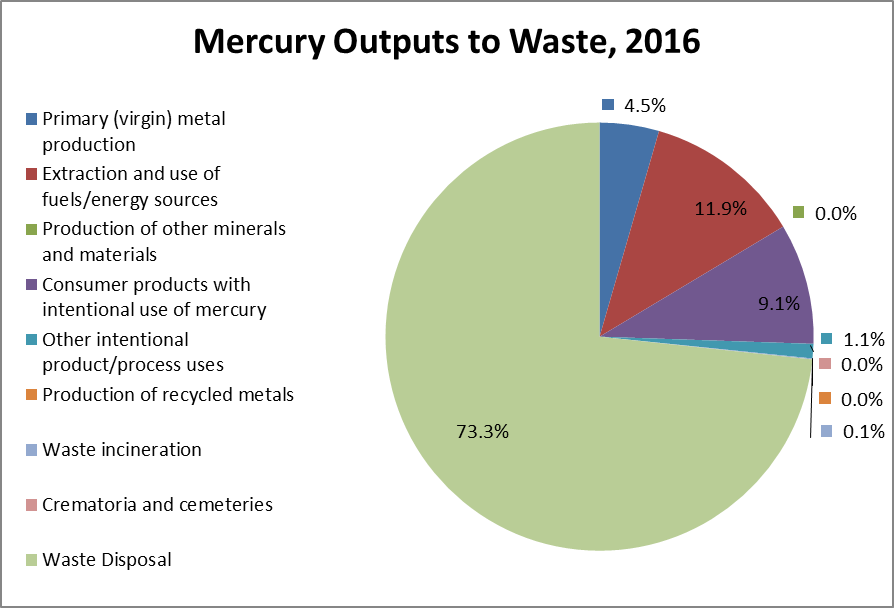 Mercury Outputs to Waste, 2016
Primary (virgin) metal
production
Extraction and use of
fuels/energy sources
Production of other minerals
and materials
Consumer products with
intentional use of mercury
Other intentional
product/process uses
Production of recycled metals
Waste incineration
Crematoria and cemeteries
Waste Disposal
4.5%
11.9%
0.0%
9.1%
1.1%
0.0%
0.0%
0.1%
73.3%